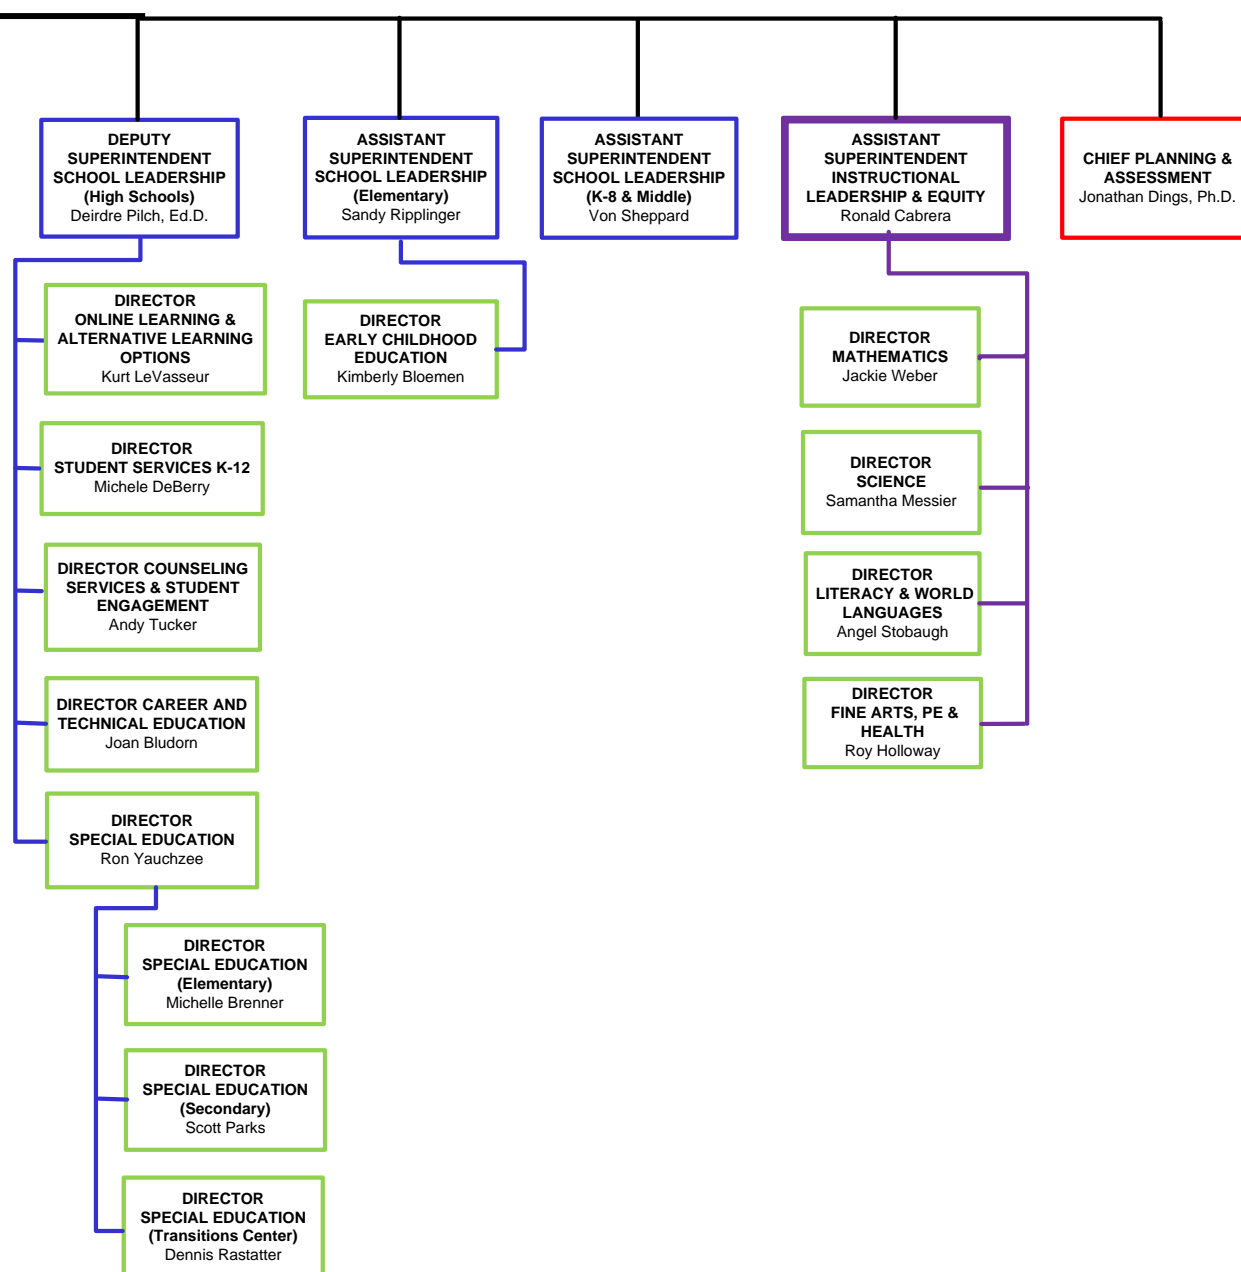 DEPUTY
SUPERINTENDENT
SCHOOL LEADERSHIP
(High Schools)
Deirdre Pilch, Ed.D.
ASSISTANT
SUPERINTENDENT
SCHOOL LEADERSHIP
(Elementary)
Sandy Ripplinger
ASSISTANT
SUPERINTENDENT
SCHOOL LEADERSHIP
(K-8 & Middle)
Von Sheppard
ASSISTANT
SUPERINTENDENT
INSTRUCTIONAL
LEADERSHIP & EQUITY
Ronald Cabrera
CHIEF PLANNING &
ASSESSMENT
Jonathan Dings, Ph.D.
DIRECTOR
ONLINE LEARNING &
ALTERNATIVE LEARNING
OPTIONS
Kurt LeVasseur
DIRECTOR
STUDENT SERVICES K-12
Michele DeBerry
DIRECTOR COUNSELING
SERVICES & STUDENT
ENGAGEMENT
Andy Tucker
DIRECTOR CAREER AND
TECHNICAL EDUCATION
Joan Bludorn
DIRECTOR
SPECIAL EDUCATION
Ron Yauchzee
DIRECTOR
SPECIAL EDUCATION
(Elementary)
Michelle Brenner
DIRECTOR
SPECIAL EDUCATION
(Secondary)
Scott Parks
DIRECTOR
SPECIAL EDUCATION
(Transitions Center)
Dennis Rastatter
DIRECTOR
EARLY CHILDHOOD
EDUCATION
Kimberly Bloemen
DIRECTOR
MATHEMATICS
Jackie Weber
DIRECTOR
SCIENCE
Samantha Messier
DIRECTOR
LITERACY & WORLD
LANGUAGES
Angel Stobaugh
DIRECTOR
FINE ARTS, PE &
HEALTH
Roy Holloway